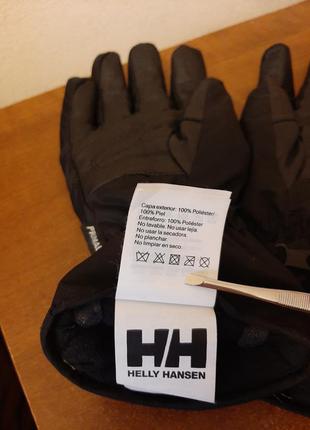 Capa exterior: 100% Poliéster/
100% Piel
Entreforro: 100% Poliéster
No lavable. No usar lejía.
No usar la secadora.
No planchar
No limpiar en seco.
HH
HELLY HANSEN